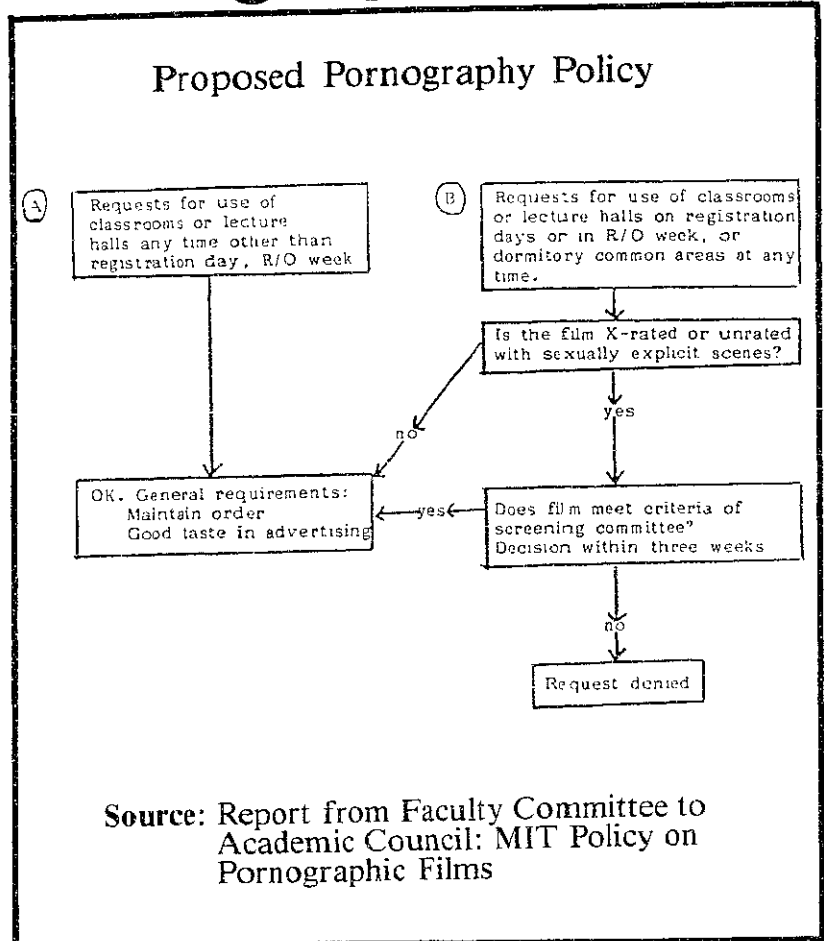 Proposed Pornography Policy
A
Requests for use of
classrooms or lecture
halls any time other than
registration day, R/O week
B
Requests for use of classrooms
or lecture halls on registration
days or in R/O week, or
dormitory common areas at any
time.
Is the film X-rated or unrated
with sexually explicit scenes?
no
yes
OK. General requirements:
Maintain order
Good taste in advertising
yes
Does film meet criteria of
screening committee?
Decision within three weeks
no
Request denied
Source: Report from Faculty Committee to
Academic Council: MIT Policy on
Pornographic Films